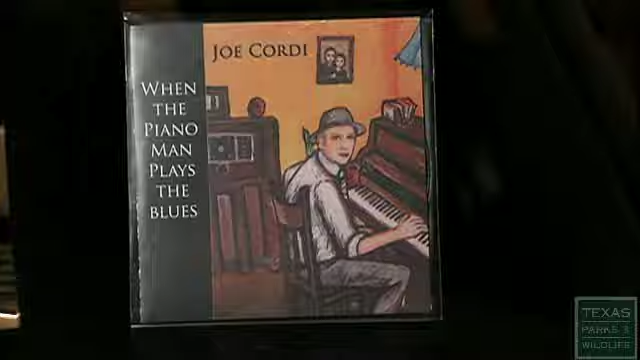 JOE CORDI
WHEN
THE
PIANO
MAN
PLAYS
THE
BLUES
TEXAS
PARKS &
WILDLIFE